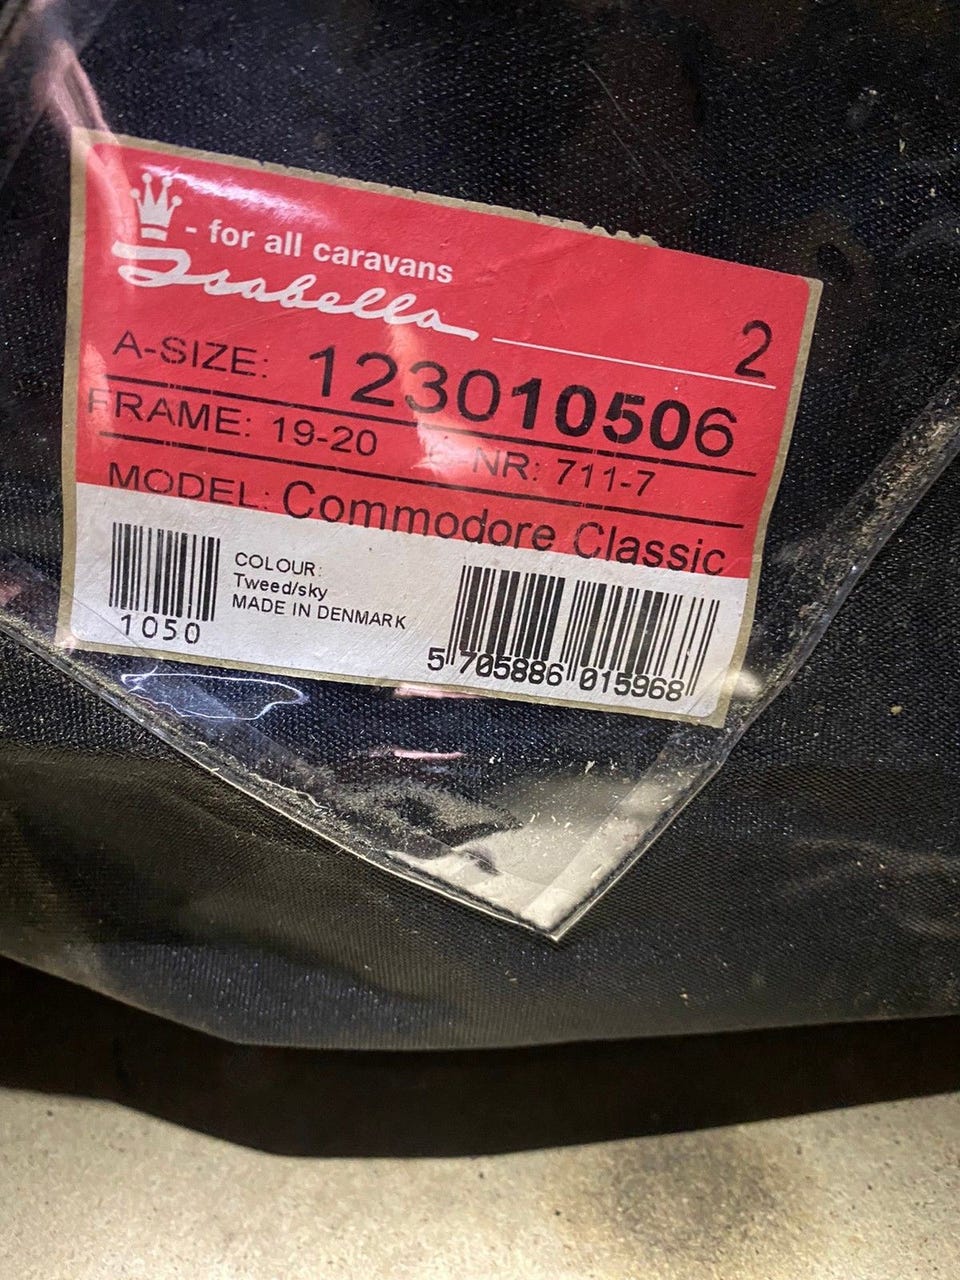 - for all caravans
Isabella
2
A-SIZE: 123010506
FRAME: 19-20 NR: 711-7
MODEL: Commodore Classic
COLOUR:
Tweed/sky
MADE IN DENMARK
1050
5 705886 015968